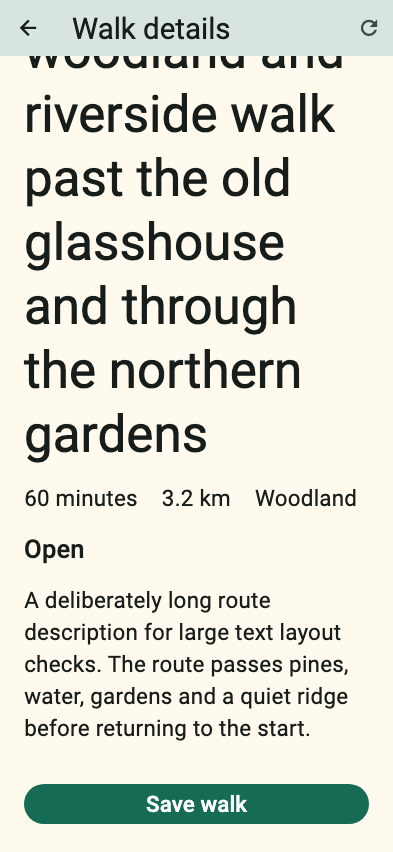 Walk details
woodland and
riverside walk
past the old
glasshouse
and through
the northern
gardens
60 minutes 3.2 km Woodland
Open
A deliberately long route
description for large text layout
checks. The route passes pines,
water, gardens and a quiet ridge
before returning to the start.
Save walk